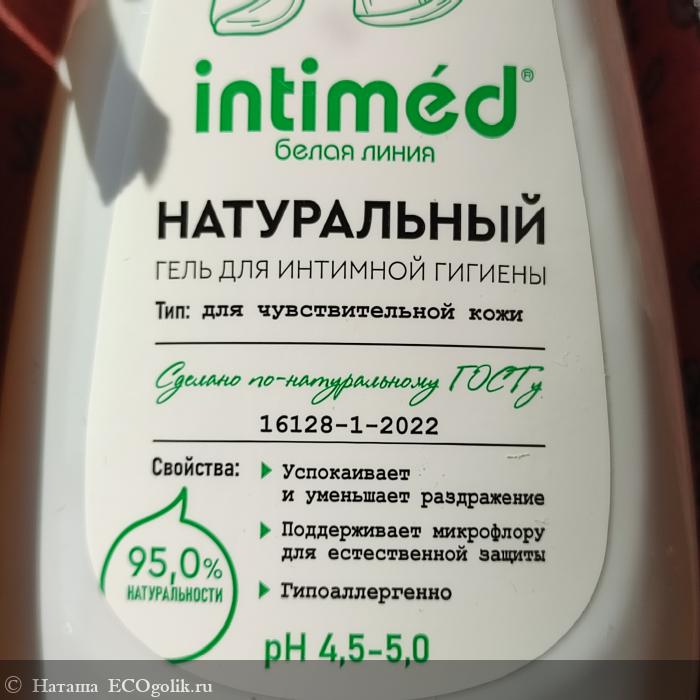 intiméd®
белая линия
НАТУРАЛЬНЫЙ
ГЕЛЬ ДЛЯ ИНТИМНОЙ ГИГИЕНЫ
Тип: для чувствительной кожи
Сделано по-натуральному ГОСТу
16128-1-2022
Свойства:
Успокаивает
и уменьшает раздражение
Поддерживает микрофлору
для естественной защиты
Гипоаллергенно
95,0%
НАТУРАЛЬНОСТИ
pH 4,5-5,0
© Наташа ECOgolik.ru